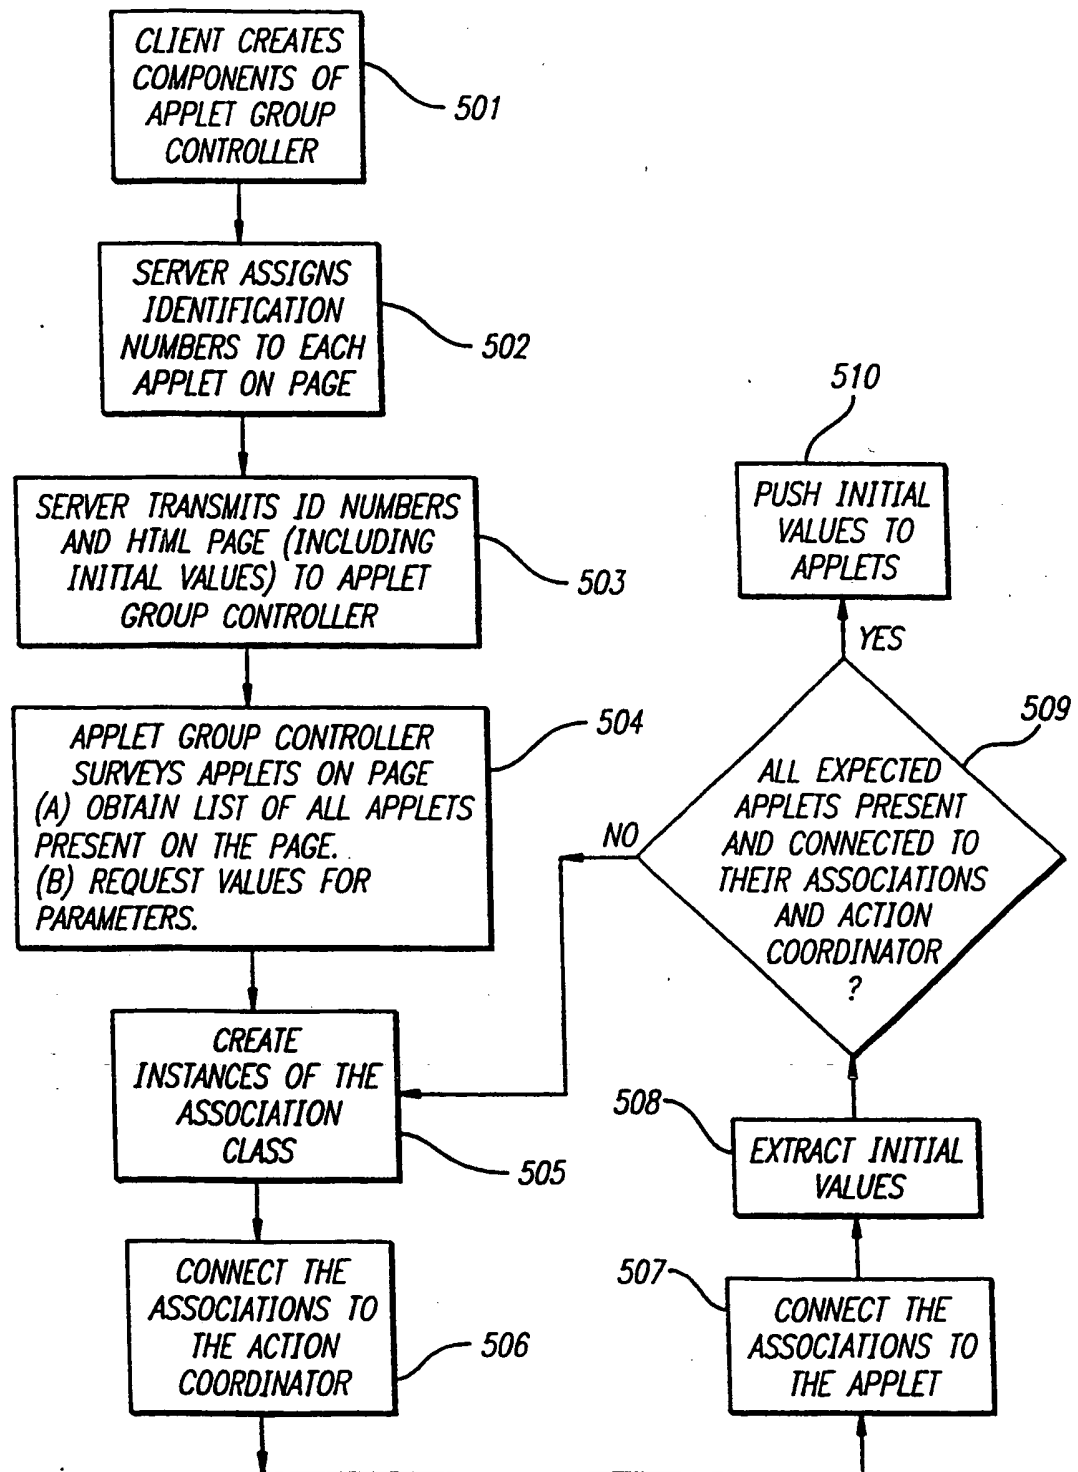 CLIENT CREATES
COMPONENTS OF
APPLET GROUP
CONTROLLER
501
SERVER ASSIGNS
IDENTIFICATION
NUMBERS TO EACH
APPLET ON PAGE
502
SERVER TRANSMITS ID NUMBERS
AND HTML PAGE (INCLUDING
INITIAL VALUES) TO APPLET
GROUP CONTROLLER
503
APPLET GROUP CONTROLLER
SURVEYS APPLETS ON PAGE
(A) OBTAIN LIST OF ALL APPLETS
PRESENT ON THE PAGE.
(B) REQUEST VALUES FOR
PARAMETERS.
504
CREATE
INSTANCES OF THE
ASSOCIATION
CLASS
505
CONNECT THE
ASSOCIATIONS TO
THE ACTION
COORDINATOR
506
CONNECT THE
ASSOCIATIONS TO
THE APPLET
507
EXTRACT INITIAL
VALUES
508
ALL EXPECTED
APPLETS PRESENT
AND CONNECTED TO
THEIR ASSOCIATIONS
AND ACTION
COORDINATOR
?
509
NO
YES
PUSH INITIAL
VALUES TO
APPLETS
510